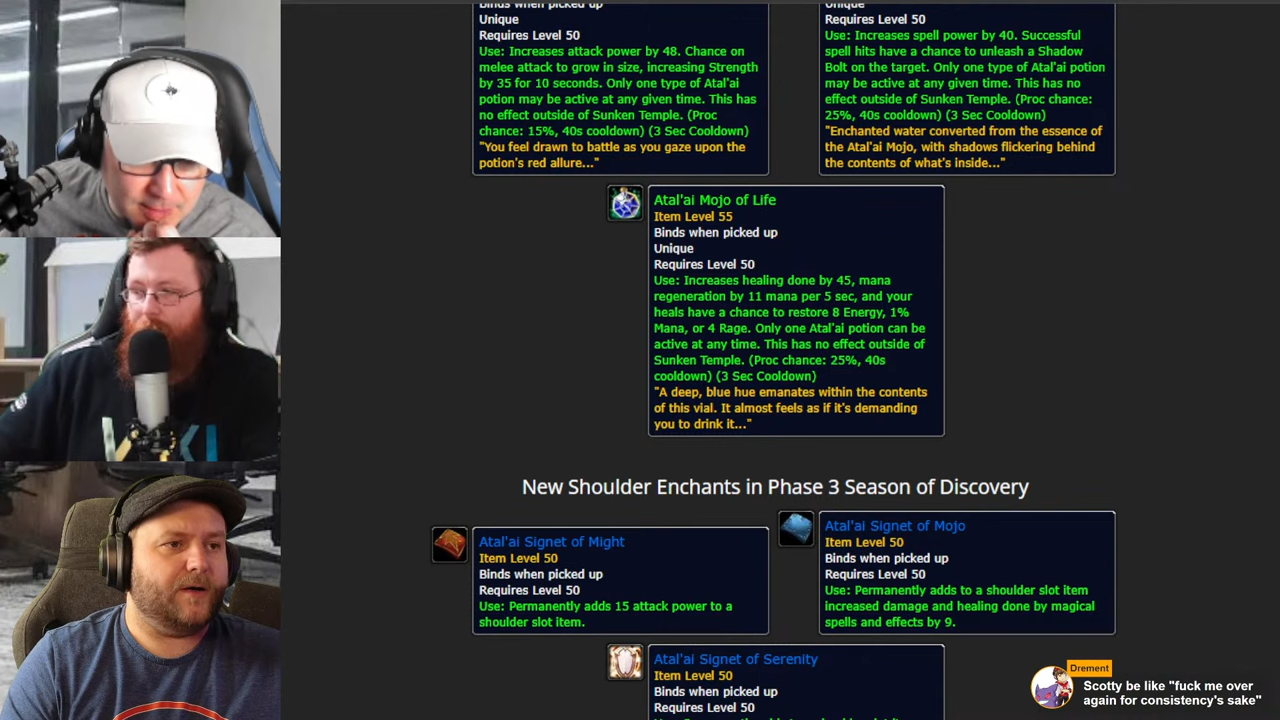 Binds when picked up
Unique
Requires Level 50
Use: Increases attack power by 48. Chance on
melee attack to grow in size, increasing Strength
by 35 for 10 seconds. Only one type of Atal'ai
potion may be active at any given time. This has
no effect outside of Sunken Temple. (Proc
chance: 15%, 40s cooldown) (3 Sec Cooldown)
"You feel drawn to battle as you gaze upon the
potion's red allure..."
Unique
Requires Level 50
Use: Increases spell power by 40. Successful
spell hits have a chance to unleash a Shadow
Bolt on the target. Only one type of Atal'ai potion
may be active at any given time. This has no
effect outside of Sunken Temple. (Proc chance:
25%, 40s cooldown) (3 Sec Cooldown)
"Enchanted water converted from the essence of
the Atal'ai Mojo, with shadows flickering behind
the contents of what's inside..."
Atal'ai Mojo of Life
Item Level 55
Binds when picked up
Unique
Requires Level 50
Use: Increases healing done by 45, mana
regeneration by 11 mana per 5 sec, and your
heals have a chance to restore 8 Energy, 1%
Mana, or 4 Rage. Only one Atal'ai potion can be
active at any time. This has no effect outside of
Sunken Temple. (Proc chance: 25%, 40s
cooldown) (3 Sec Cooldown)
"A deep, blue hue emanates within the contents
of this vial. It almost feels as if it's demanding
you to drink it..."
New Shoulder Enchants in Phase 3 Season of Discovery
Atal'ai Signet of Might
Item Level 50
Binds when picked up
Requires Level 50
Use: Permanently adds 15 attack power to a
shoulder slot item.
Atal'ai Signet of Mojo
Item Level 50
Binds when picked up
Requires Level 50
Use: Permanently adds to a shoulder slot item
increased damage and healing done by magical
spells and effects by 9.
Atal'ai Signet of Serenity
Item Level 50
Binds when picked up
Requires Level 50
Drement
Scotty be like "fuck me over
again for consistency's sake"